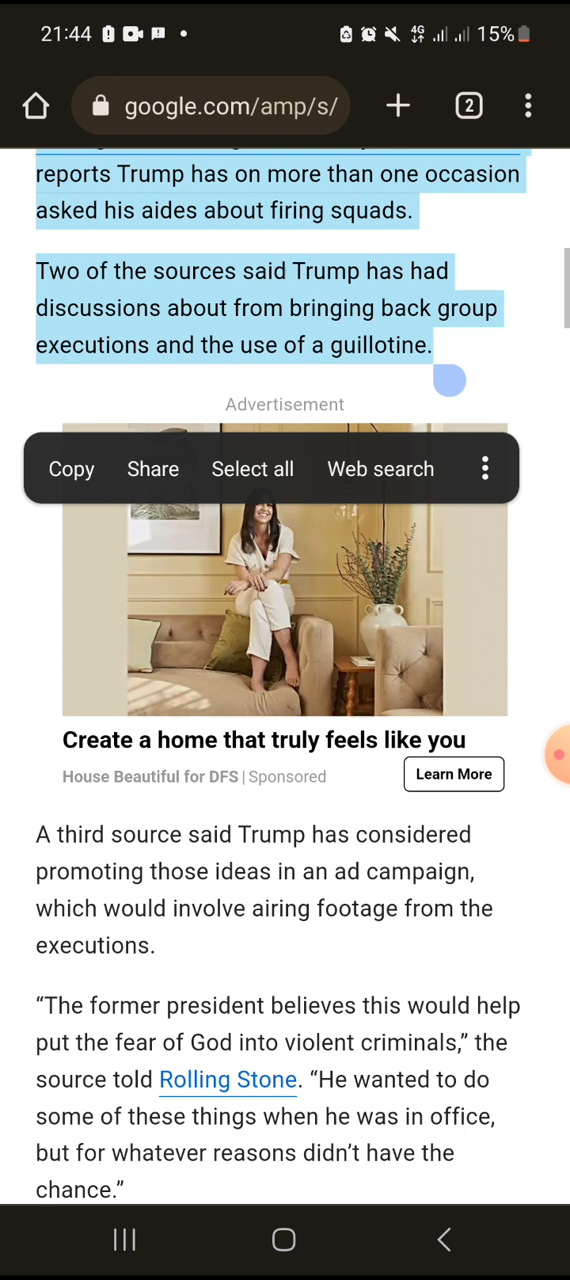 21:44
4G
15%
google.com/amp/s/
2
reports Trump has on more than one occasion
asked his aides about firing squads.
Two of the sources said Trump has had
discussions about from bringing back group
executions and the use of a guillotine.
Advertisement
Copy Share Select all Web search
Create a home that truly feels like you
House Beautiful for DFS | Sponsored
Learn More
A third source said Trump has considered
promoting those ideas in an ad campaign,
which would involve airing footage from the
executions.
“The former president believes this would help
put the fear of God into violent criminals,” the
source told Rolling Stone. “He wanted to do
some of these things when he was in office,
but for whatever reasons didn’t have the
chance.”